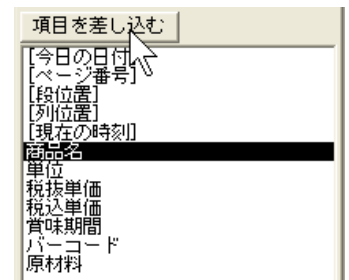 項目を差し込む
[今日の日付]
[ページ番号]
[段位置]
[列位置]
[現在の時刻]
商品名
単位
税抜単価
税込単価
賞味期間
バーコード
原材料